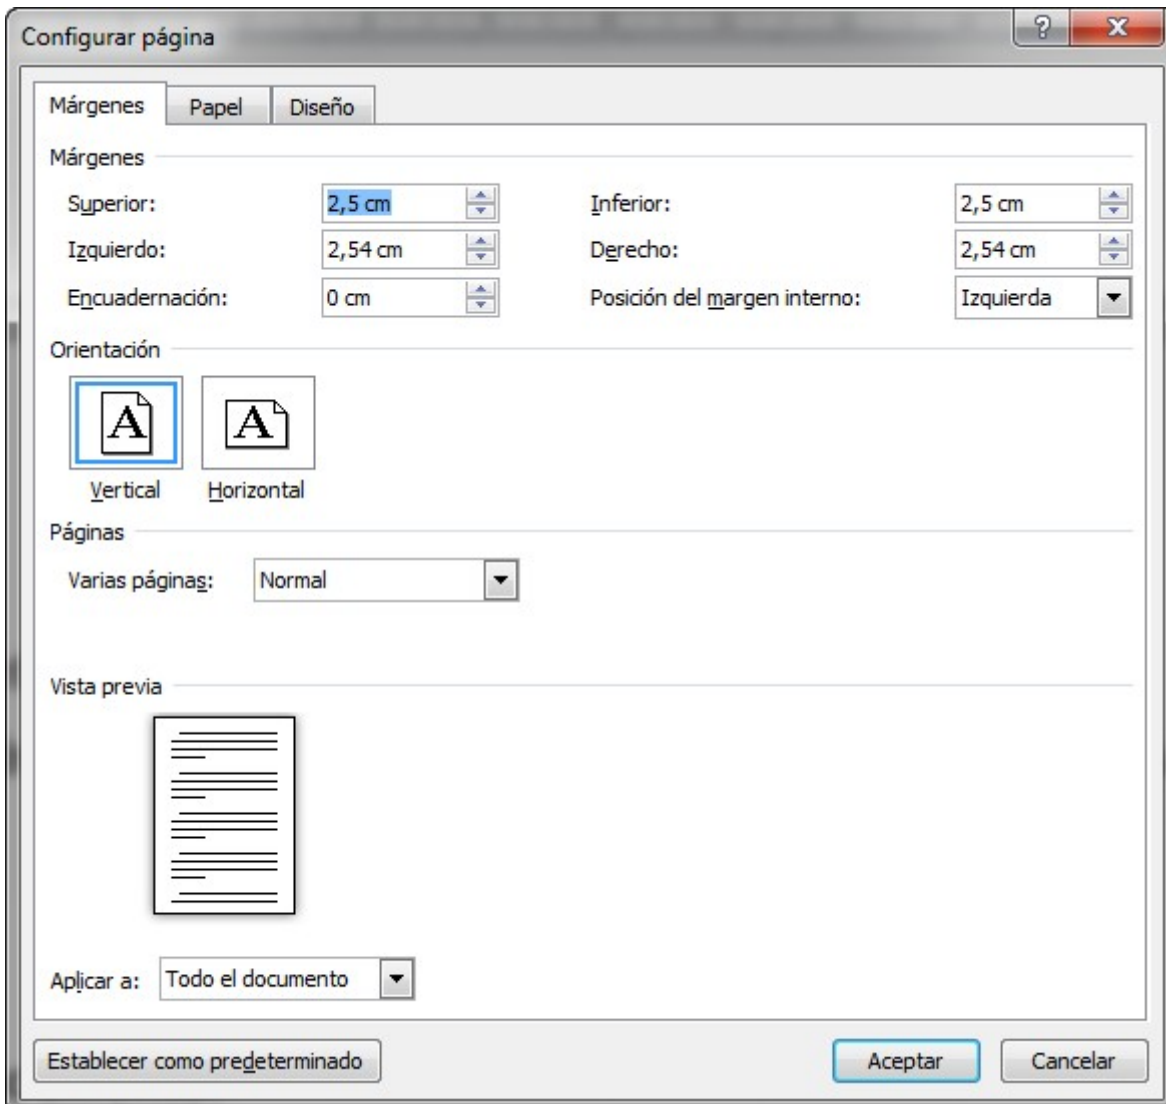 Configurar página
Márgenes Papel Diseño
Márgenes
Superior: 2,5 cm Inferior: 2,5 cm
Izquierdo: 2,54 cm Derecho: 2,54 cm
Encuadernación: 0 cm Posición del margen interno: Izquierda
Orientación
A A
Vertical Horizontal
Páginas
Varias páginas: Normal
Vista previa
Aplicar a: Todo el documento
Establecer como predeterminado Aceptar Cancelar